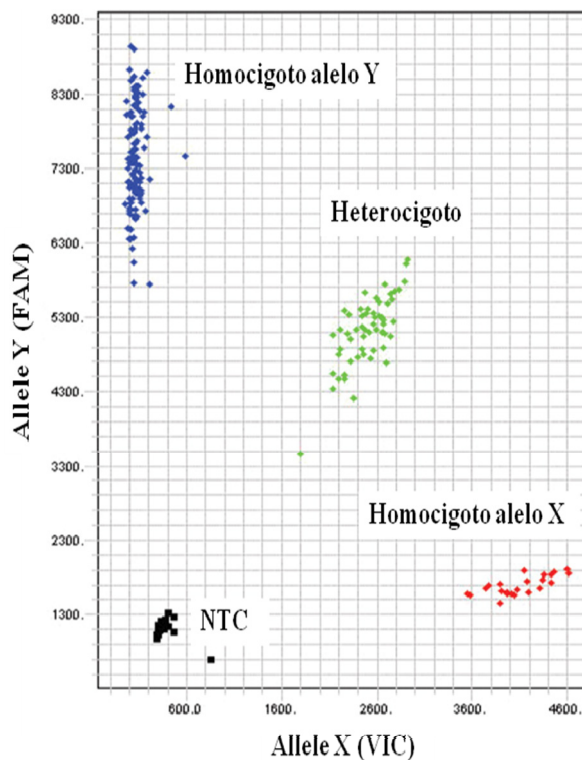 9300.
Homocigoto alelo Y
8300.
7300.
Heterocigoto
6300.
Allele Y (FAM)
5300.
4300.
3300.
Homocigoto alelo X
2300.
1300.
NTC
600.0
1600.
2600.
3600.
4600.
Allele X (VIC)